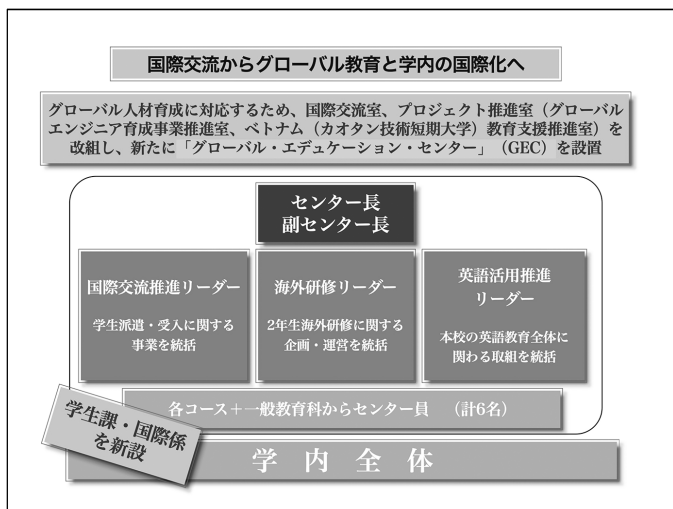 国際交流からグローバル教育と学内の国際化へ
グローバル人材育成に対応するため、国際交流室、プロジェクト推進室（グローバル
エンジニア育成事業推進室、ベトナム（カオタン技術短期大学）教育支援推進室）を
改組し、新たに「グローバル・エデュケーション・センター」（GEC）を設置
センター長
副センター長
国際交流推進リーダー
学生派遣・受入に関する
事業を統括
海外研修リーダー
2年生海外研修に関する
企画・運営を統括
英語活用推進
リーダー
本校の英語教育全体に
関わる取組を統括
各コース＋一般教育科からセンター員　（計6名）
学生課・国際係
を新設
学　内　全　体